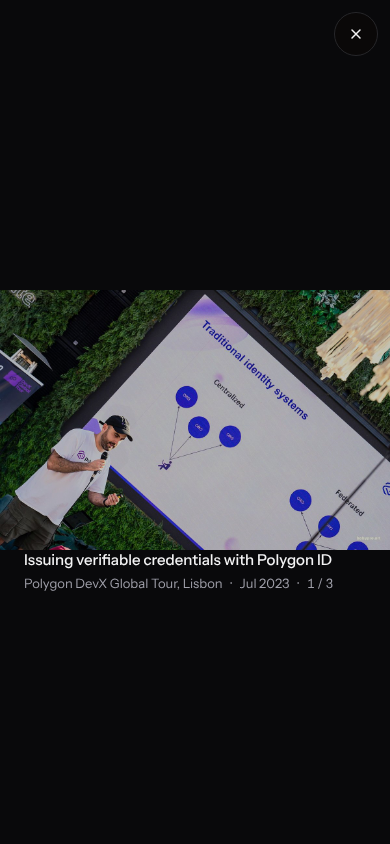 Traditional identity systems
Centralized
Federated
Issuing verifiable credentials with Polygon ID
Polygon DevX Global Tour, Lisbon · Jul 2023 · 1 / 3